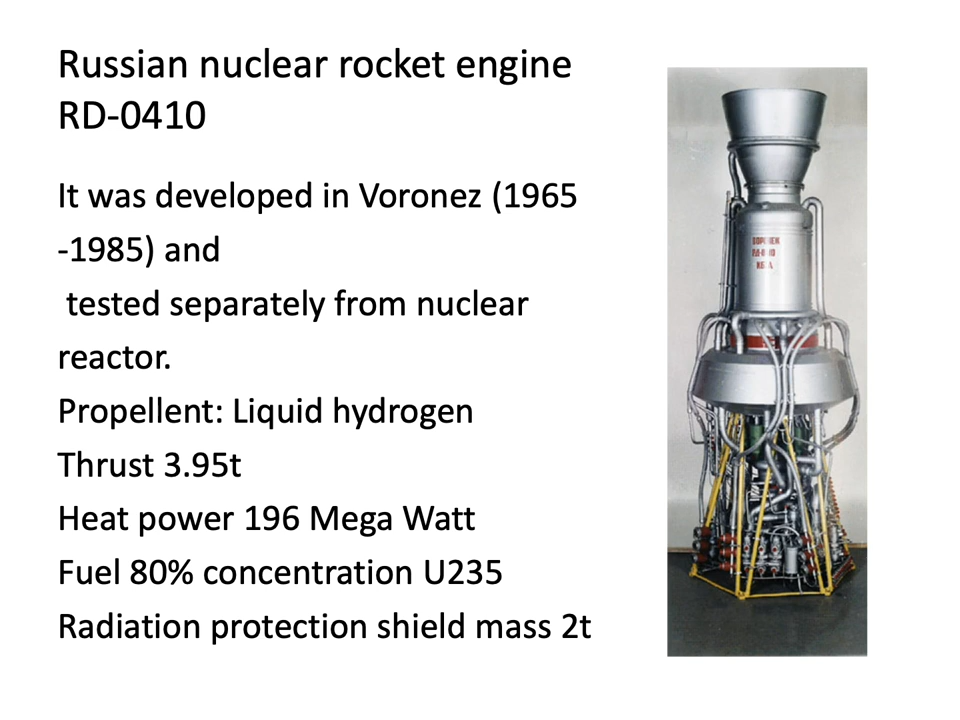 Russian nuclear rocket engine
RD-0410
It was developed in Voronez (1965
-1985) and
tested separately from nuclear
reactor.
Propellent: Liquid hydrogen
Thrust 3.95t
Heat power 196 Mega Watt
Fuel 80% concentration U235
Radiation protection shield mass 2t